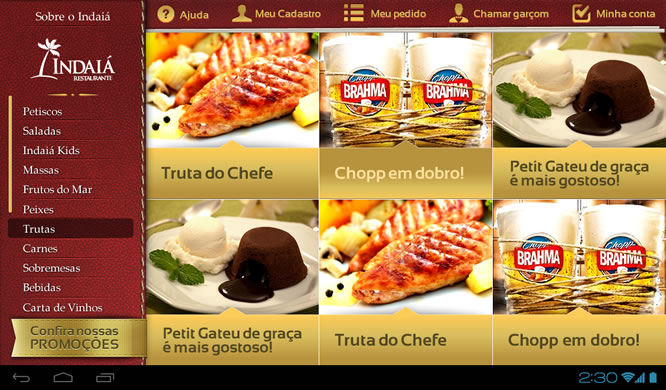 Sobre o Indaiá
Ajuda
Meu Cadastro
Meu pedido
Chamar garçom
Minha conta
INDAIÁ
RESTAURANTE
Petiscos
Saladas
Indaiá Kids
Massas
Frutos do Mar
Peixes
Trutas
Carnes
Sobremesas
Bebidas
Carta de Vinhos
Confira nossas
PROMOÇÕES
Chopp
BRAHMA
Chopp
BRAHMA
Truta do Chefe
Chopp em dobro!
Petit Gateu de graça
é mais gostoso!
Chopp
BRAHMA
Chopp
BRAHMA
Petit Gateu de graça
é mais gostoso!
Truta do Chefe
Chopp em dobro!
2:30